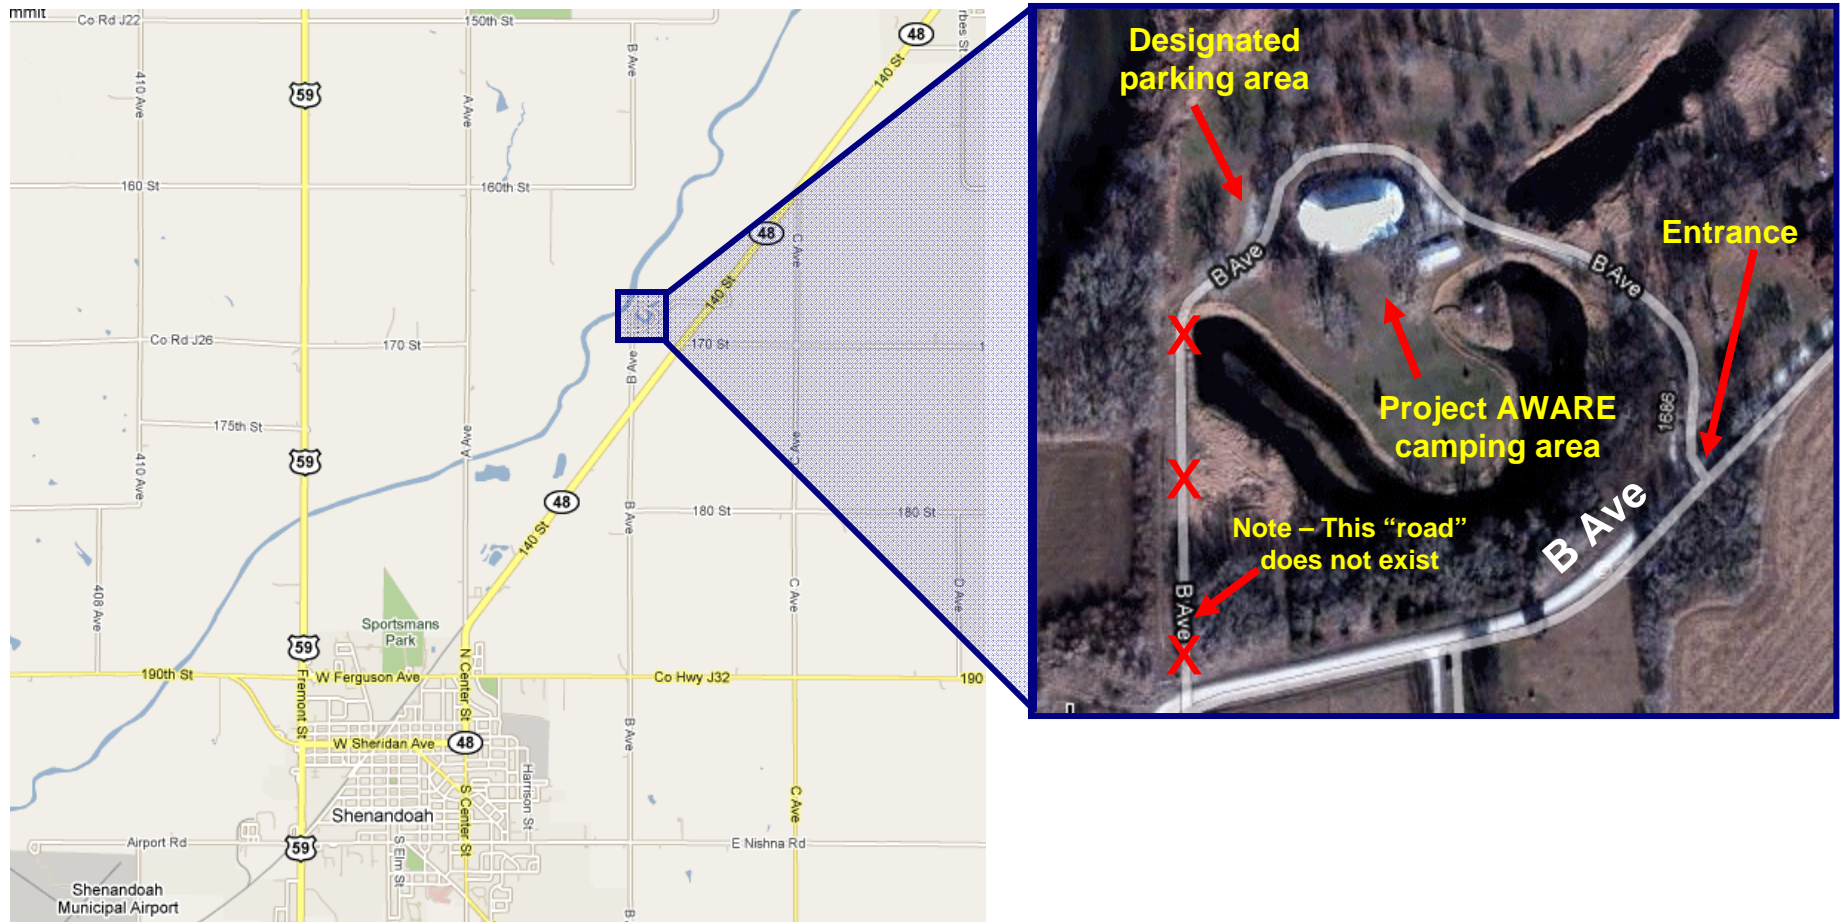 mmit
Co Rd J22
150th St
rbes St
48
140 St
B Ave
59
410 Ave
A Ave
160 St
160th St
48
C Ave
140 St
Co Rd J26
170 St
170 St
1
B Ave
175th St
A Ave
C Ave
59
410 Ave
48
B Ave
180 St
180 St
140 St
408 Ave
C Ave
D Ave
Sportsmans
Park
59
190th St
W Ferguson Ave
N Center St
Co Hwy J32
190
Fremont St
B Ave
W Sheridan Ave
48
Harrison St
S Center St
C Ave
Shenandoah
Airport Rd
59
S Elm St
E Nishna Rd
Shenandoah
Municipal Airport
B
Designated
parking area
Entrance
B Ave
B Ave
X
Project AWARE
camping area
1686
X
B Ave
Note – This “road”
does not exist
B Ave
X